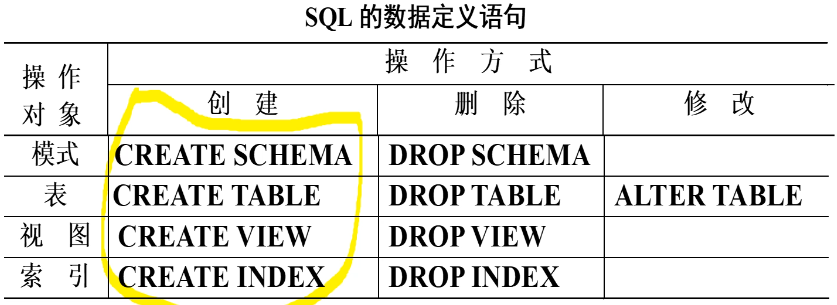 SQL 的数据定义语句
操作对象 操作方式
创建 删除 修改
模式 CREATE SCHEMA DROP SCHEMA
表 CREATE TABLE DROP TABLE ALTER TABLE
视图 CREATE VIEW DROP VIEW
索引 CREATE INDEX DROP INDEX